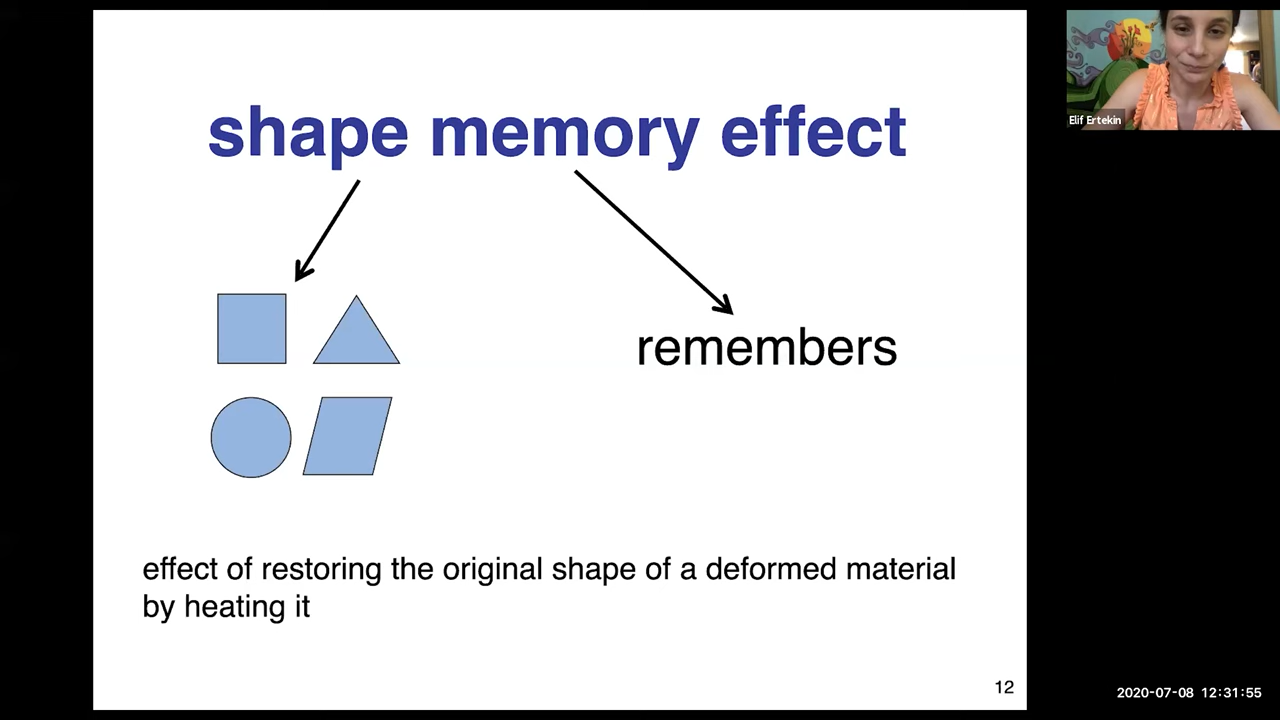 shape memory effect
remembers
effect of restoring the original shape of a deformed material
by heating it
12
Elif Ertekin
2020-07-08 12:31:55